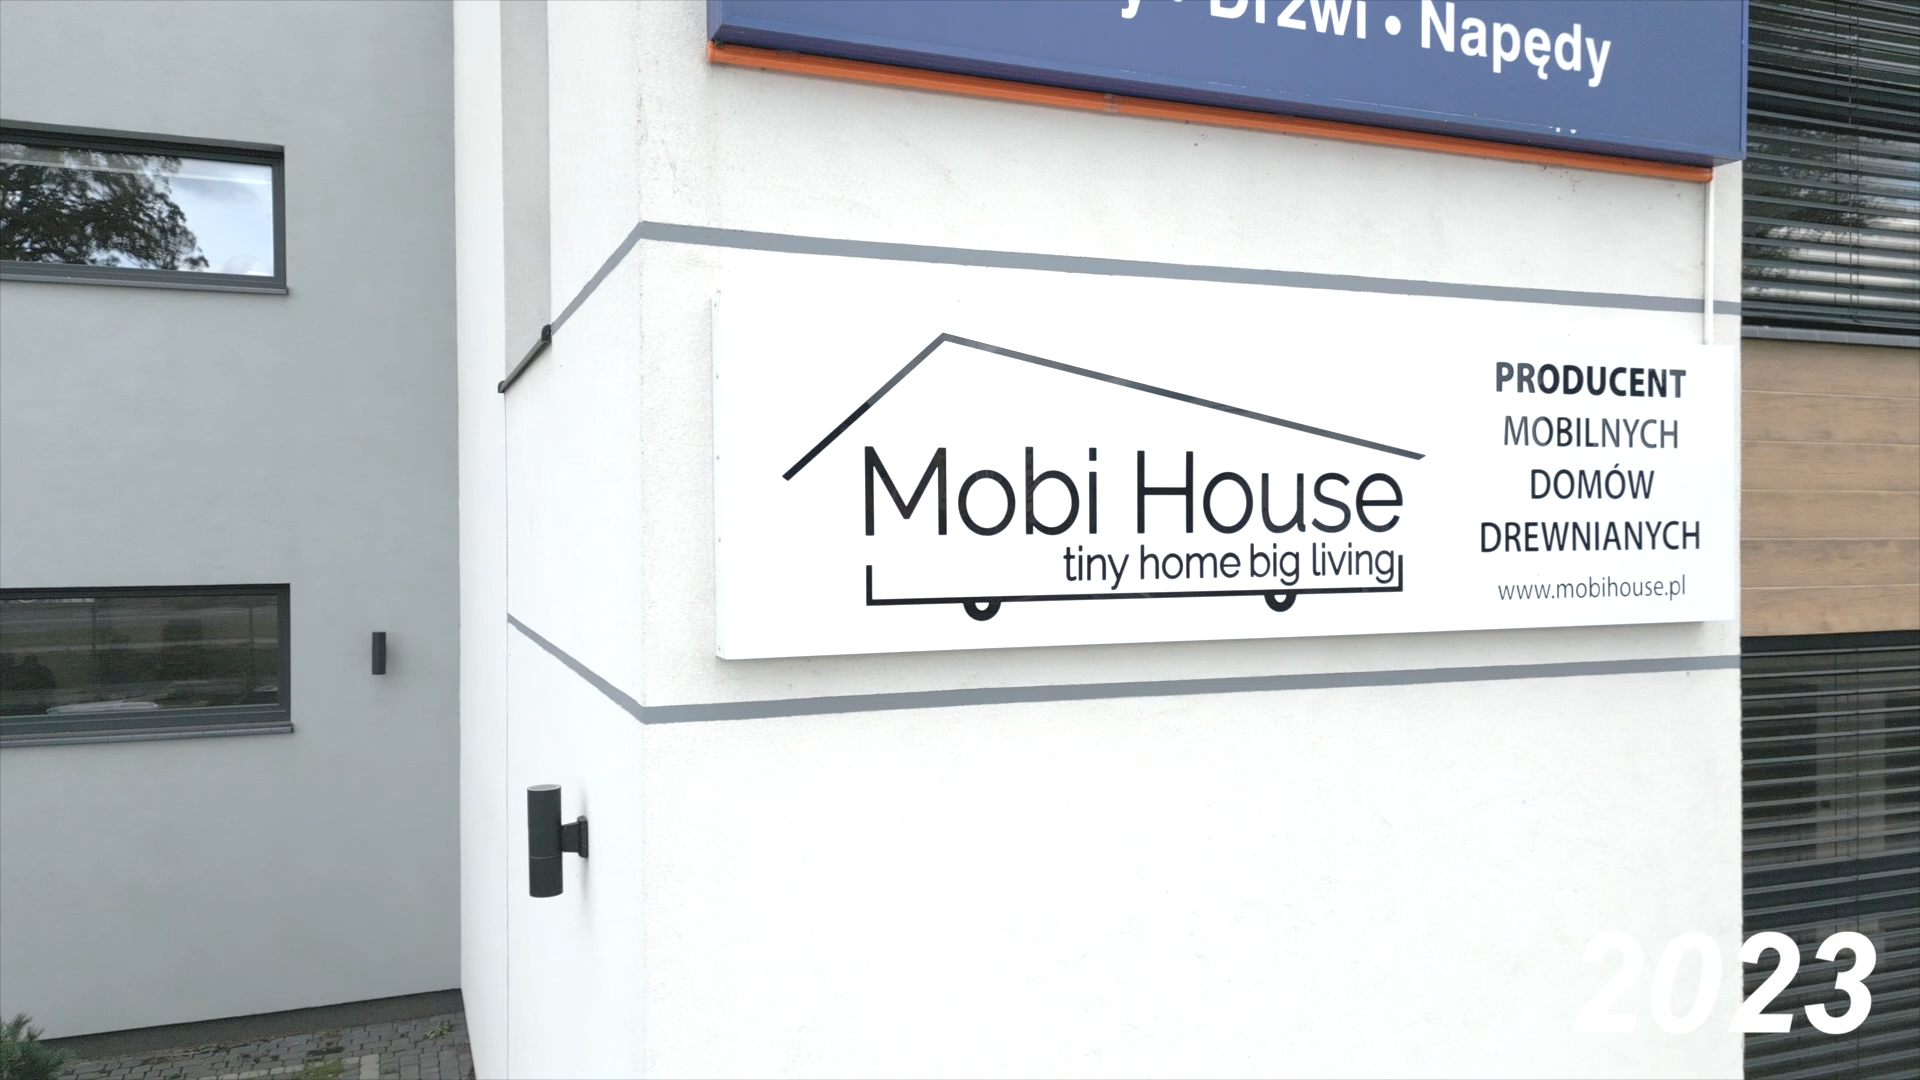 Drzwi • Napędy
Mobi House
tiny home big living
PRODUCENT
MOBILNYCH
DOMÓW
DREWNIANYCH
www.mobihouse.pl
2023